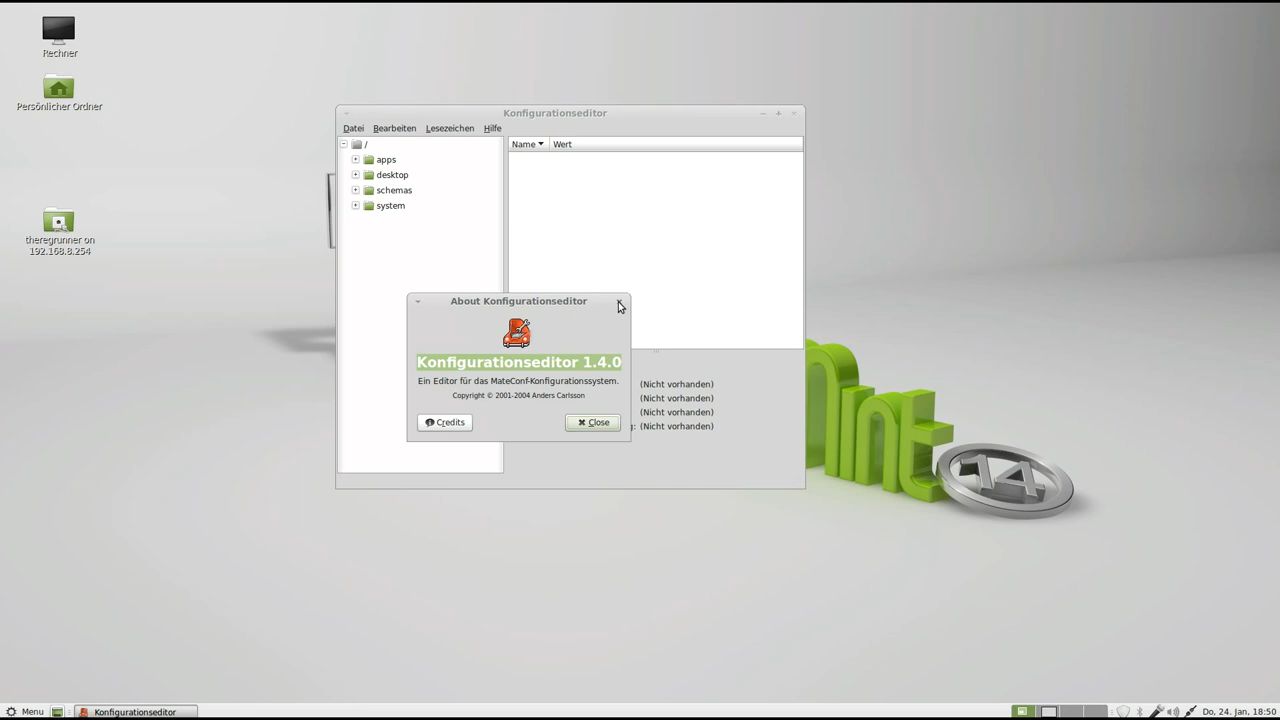 Rechner
Persönlicher Ordner
theregrunner on
192.168.8.254
Konfigurationseditor
Datei Bearbeiten Lesezeichen Hilfe
/
apps
desktop
schemas
system
Name Wert
About Konfigurationseditor
Konfigurationseditor 1.4.0
Ein Editor für das MateConf-Konfigurationssystem.
Copyright © 2001-2004 Anders Carlsson
Credits Close
(Nicht vorhanden)
(Nicht vorhanden)
(Nicht vorhanden)
g: (Nicht vorhanden)
mint
14
Menu Konfigurationseditor Do, 24. Jan, 18:50